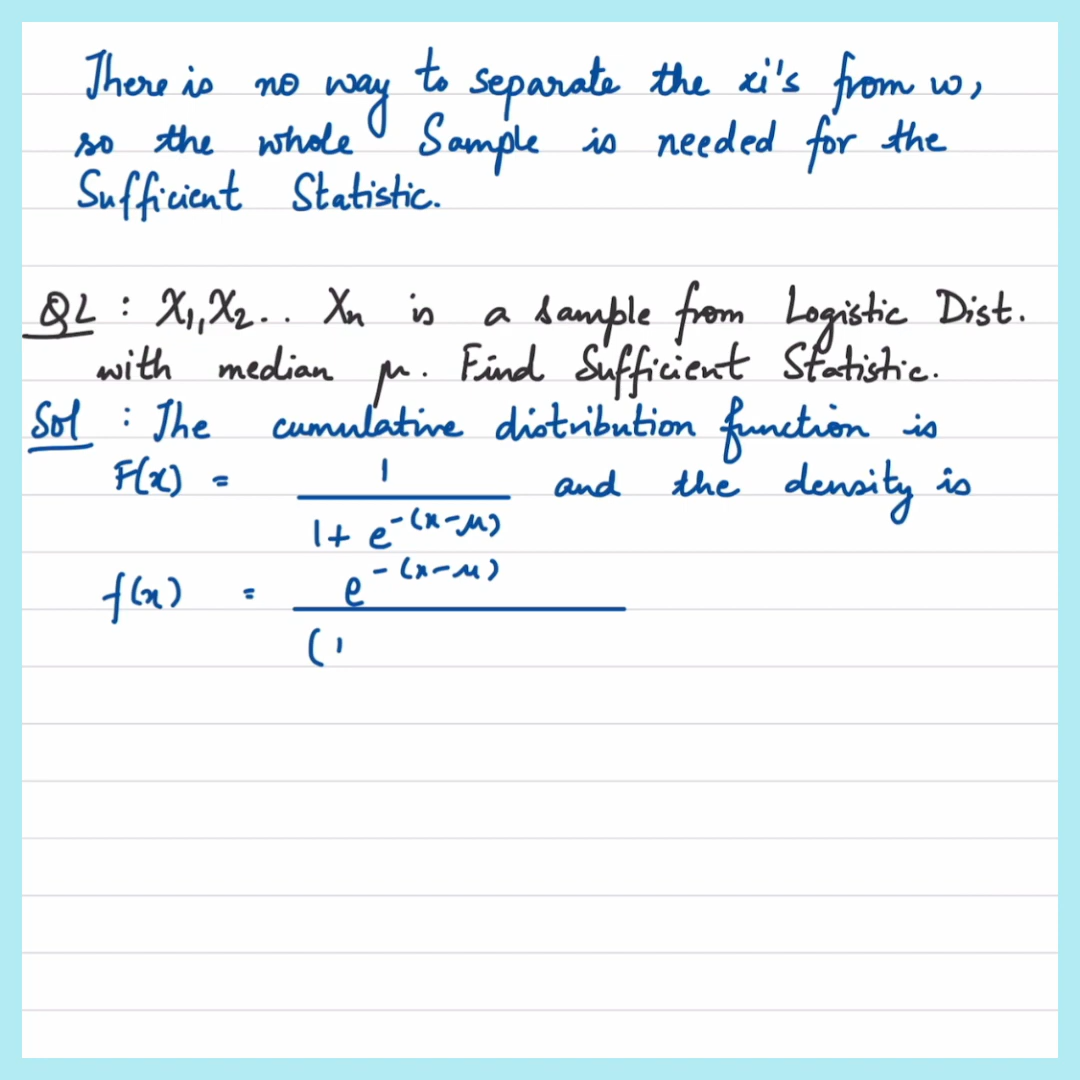 There is no way to separate the xi's from w,
so the whole Sample is needed for the
Sufficient Statistic.
Q2 : X₁,X₂.. Xn is a sample from Logistic Dist.
with median μ. Find Sufficient Statistic.
Sol : The cumulative distribution function is
F(x) = 1 / 1 + e^-(x-μ) and the density is
f(x) = e^-(x-μ) / (1